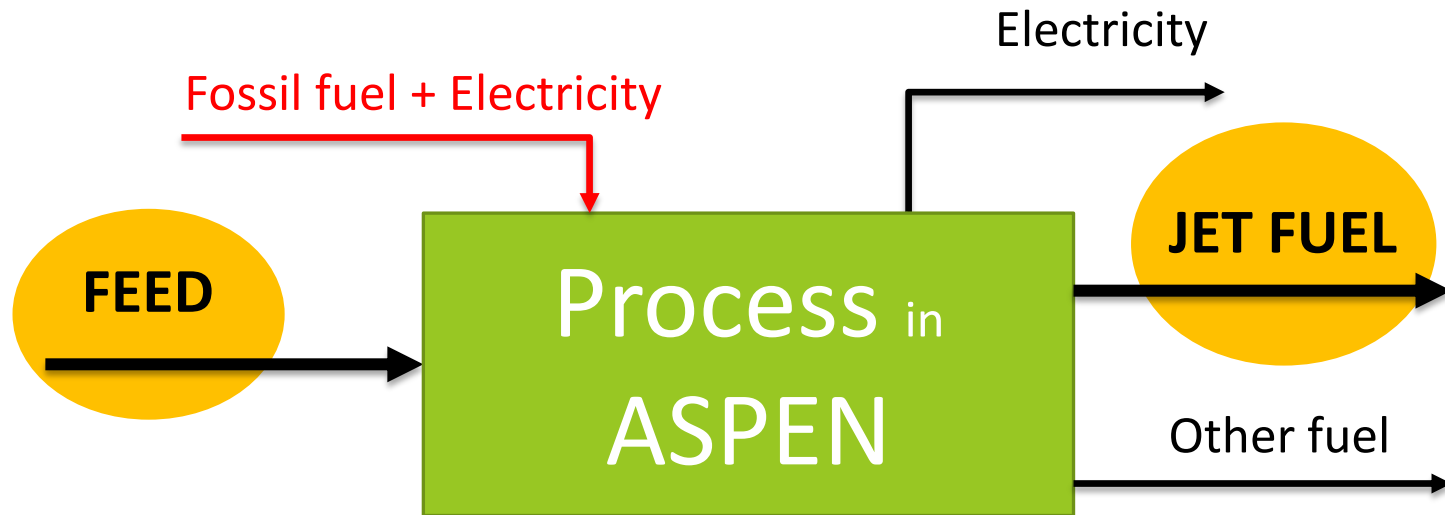 Electricity
Fossil fuel + Electricity
JET FUEL
FEED
Process in
ASPEN
Other fuel